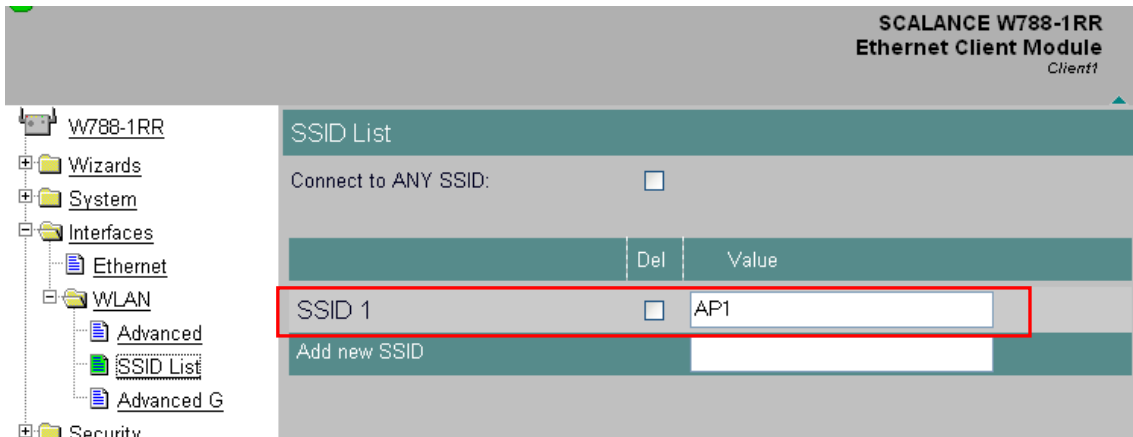 SCALANCE W788-1RR
Ethernet Client Module
Client1
W788-1RR
Wizards
System
Interfaces
Ethernet
WLAN
Advanced
SSID List
Advanced G
Security
SSID List
Connect to ANY SSID:
Del Value
SSID 1 AP1
Add new SSID